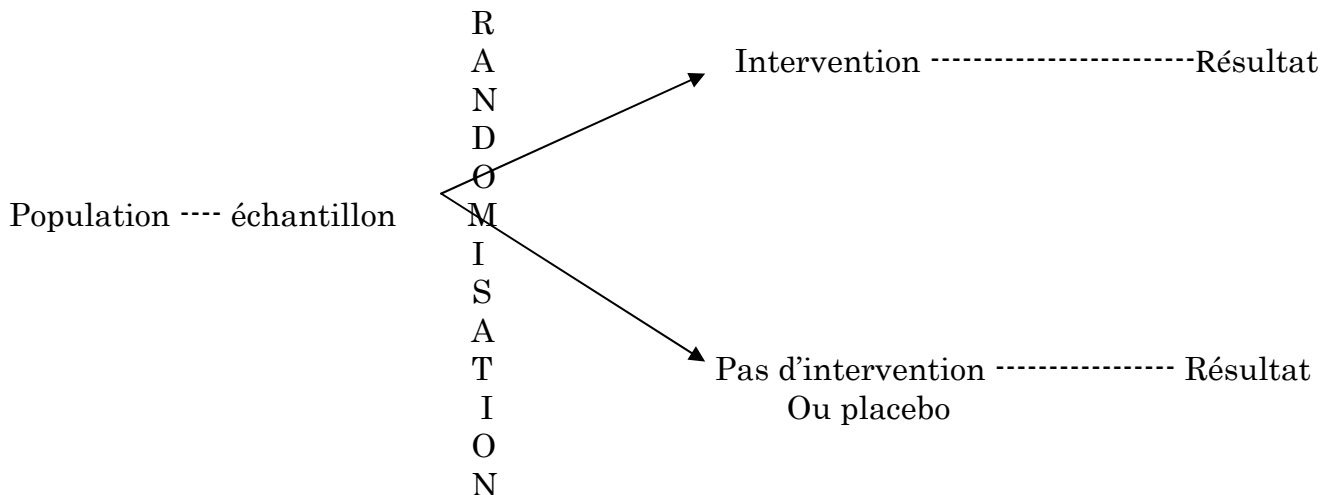 R
A
N
D
O
M
I
S
A
T
I
O
N
Population ---- échantillon
Intervention -------------------------Résultat
Pas d’intervention ----------------- Résultat
Ou placebo